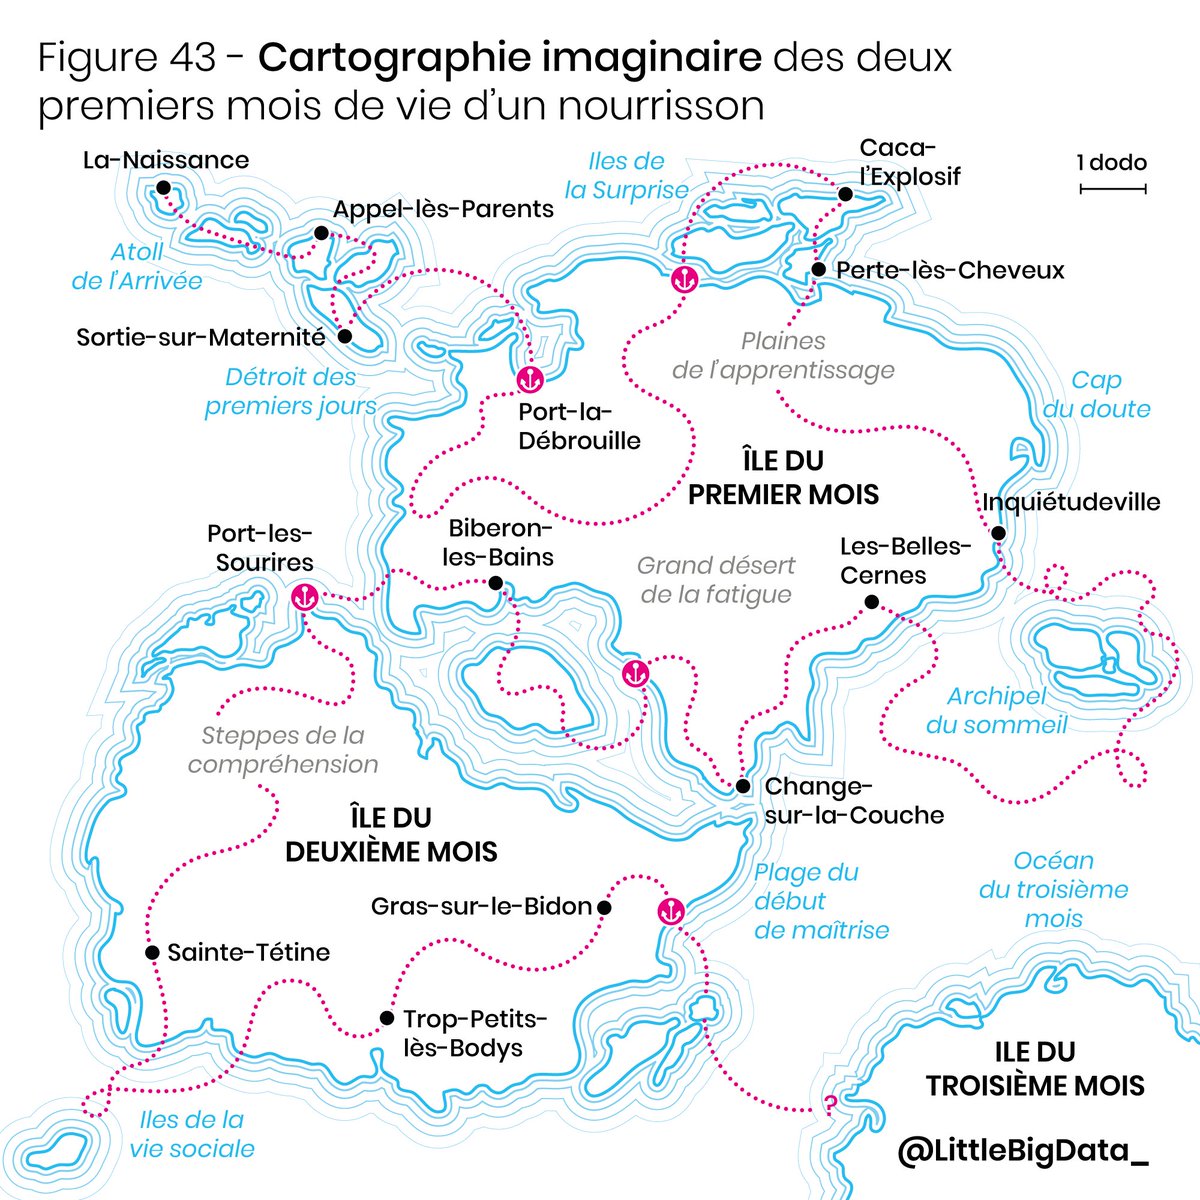 Figure 43 - Cartographie imaginaire des deux
premiers mois de vie d'un nourrisson
La-Naissance
Iles de
la Surprise
Caca-
l'Explosif
1 dodo
Appel-lès-Parents
Atoll
de l'Arrivée
Perte-lès-Cheveux
Sortie-sur-Maternité
Plaines
de l'apprentissage
Détroit des
premiers jours
Cap
du doute
Port-la-
Débrouille
ÎLE DU
PREMIER MOIS
Inquiétudeville
Port-les-
Sourires
Biberon-
les-Bains
Grand désert
de la fatigue
Les-Belles-
Cernes
Archipel
du sommeil
Steppes de la
compréhension
Change-
sur-la-Couche
ÎLE DU
DEUXIÈME MOIS
Plage du
début
de maîtrise
Océan
du troisième
mois
Gras-sur-le-Bidon
Sainte-Tétine
Trop-Petits-
lès-Bodys
ILE DU
TROISIÈME MOIS
?
Iles de la
vie sociale
@LittleBigData_